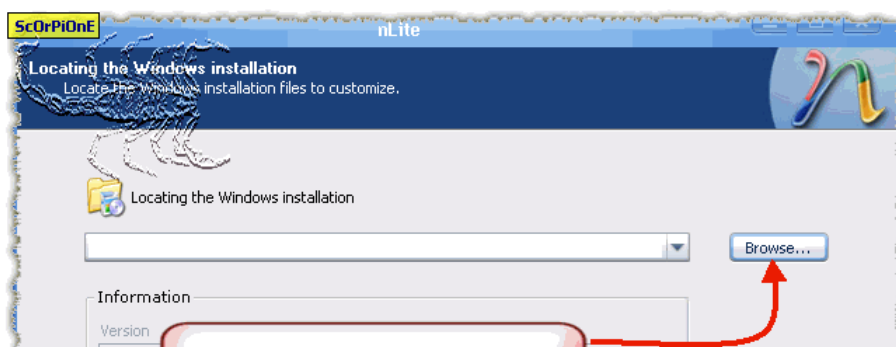 ScOrPiOnE
nLite
Locating the Windows installation
Locate the Windows installation files to customize.
Locating the Windows installation
Browse...
Information
Version